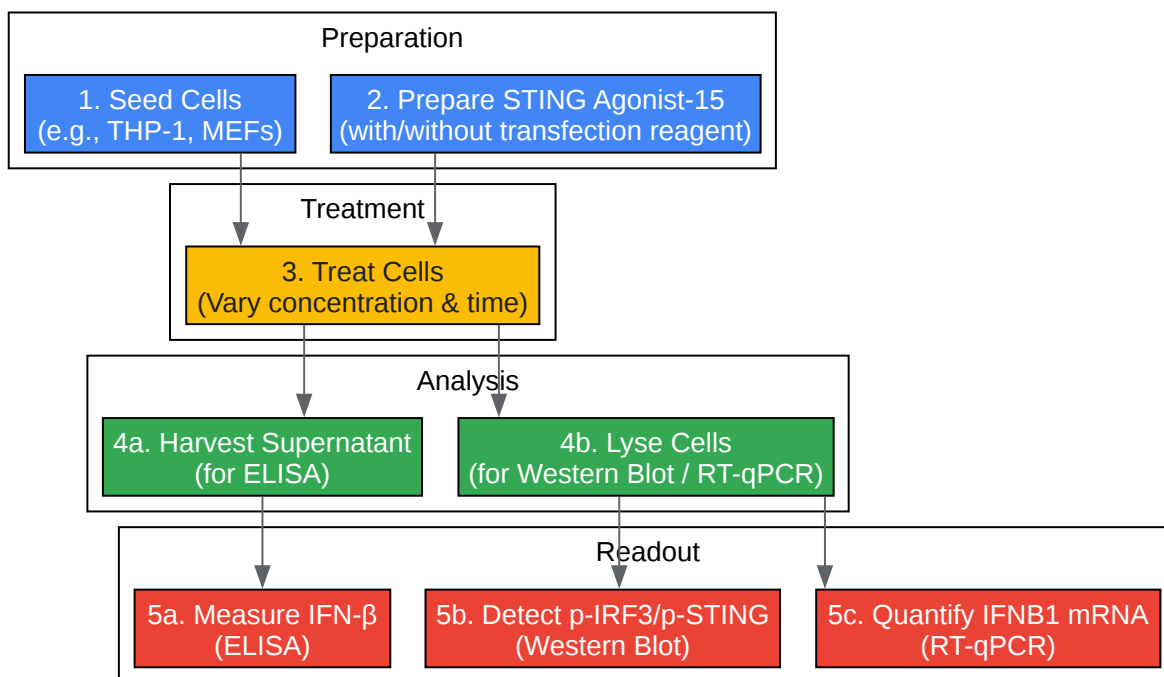 Preparation
1. Seed Cells
(e.g., THP-1, MEFs)
2. Prepare STING Agonist-15
(with/without transfection reagent)
Treatment
3. Treat Cells
(Vary concentration & time)
Analysis
4a. Harvest Supernatant
(for ELISA)
4b. Lyse Cells
(for Western Blot / RT-qPCR)
Readout
5a. Measure IFN-β
(ELISA)
5b. Detect p-IRF3/p-STING
(Western Blot)
5c. Quantify IFNB1 mRNA
(RT-qPCR)